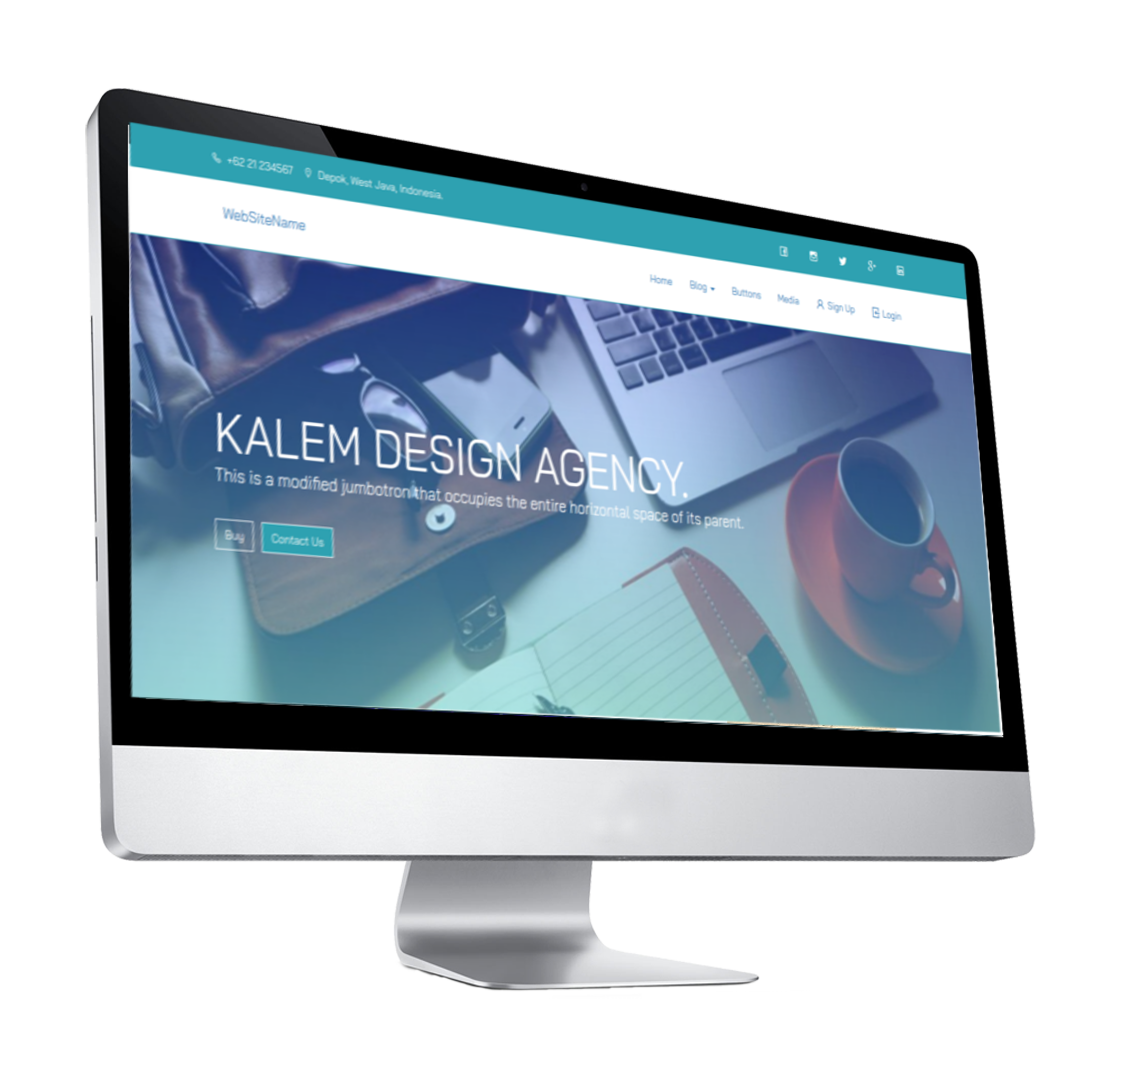 +62 21 234567 Depok, West Java, Indonesia.
WebSiteName
Home Blog Buttons Media Sign Up Login
KALEM DESIGN AGENCY.
This is a modified jumbotron that occupies the entire horizontal space of its parent.
Buy Contact Us